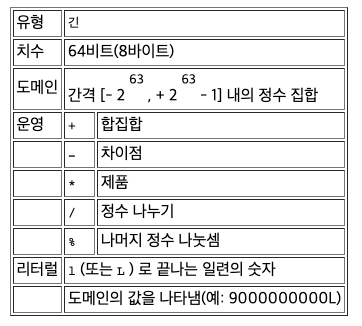 유형 긴
치수 64비트(8바이트)
도메인 간격 [- 2 63 , + 2 63 - 1] 내의 정수 집합
운영 + 합집합
- 차이점
* 제품
/ 정수 나누기
% 나머지 정수 나눗셈
리터럴 l (또는 L ) 로 끝나는 일련의 숫자
도메인의 값을 나타냄(예: 9000000000L)